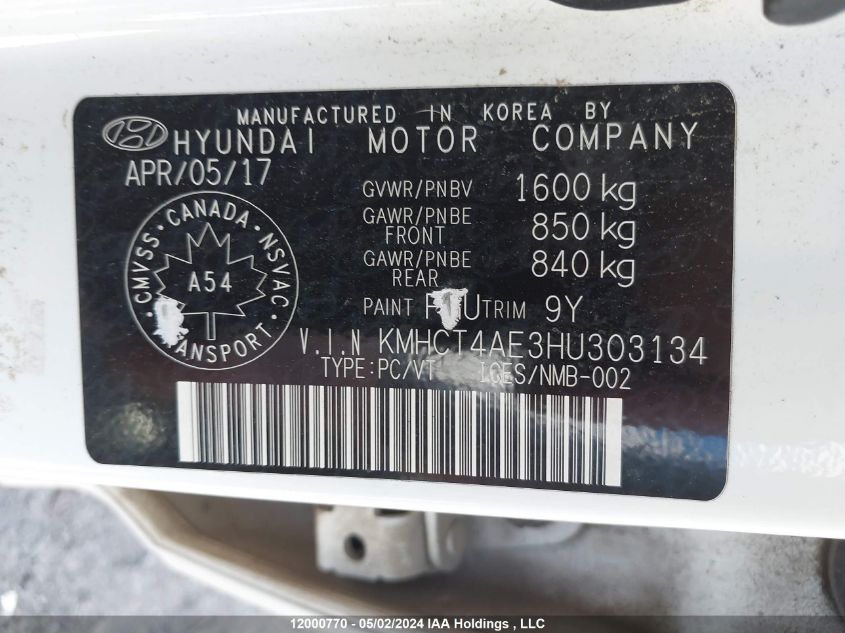 MANUFACTURED IN KOREA BY
HYUNDAI MOTOR COMPANY
APR/05/17
GVWR/PNBV 1600 kg
GAWR/PNBE FRONT 850 kg
GAWR/PNBE REAR 840 kg
CMVSS · CANADA · NSVAC ·
A54
PAINT TRIM 9Y
V.I.N KMHCT4AE3HU303134
TYPE:PC/VT ICES/NMB-002
12000770 - 05/02/2024 IAA Holdings , LLC